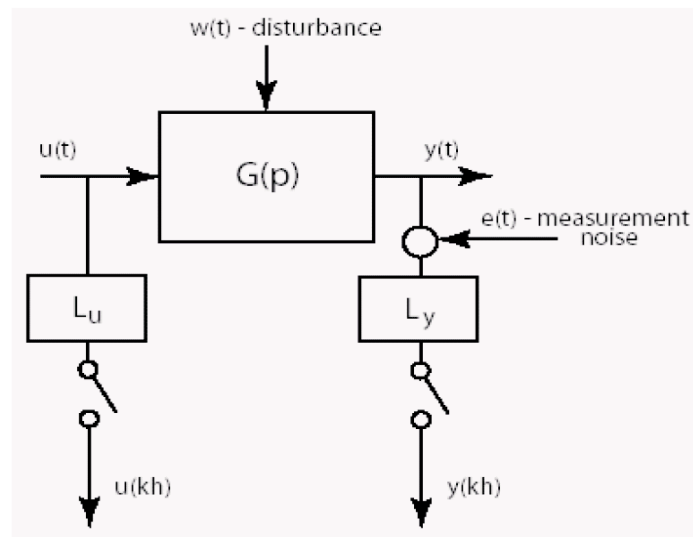 w(t) - disturbance
u(t)
G(p)
y(t)
e(t) - measurement
noise
Lu
Ly
u(kh)
y(kh)